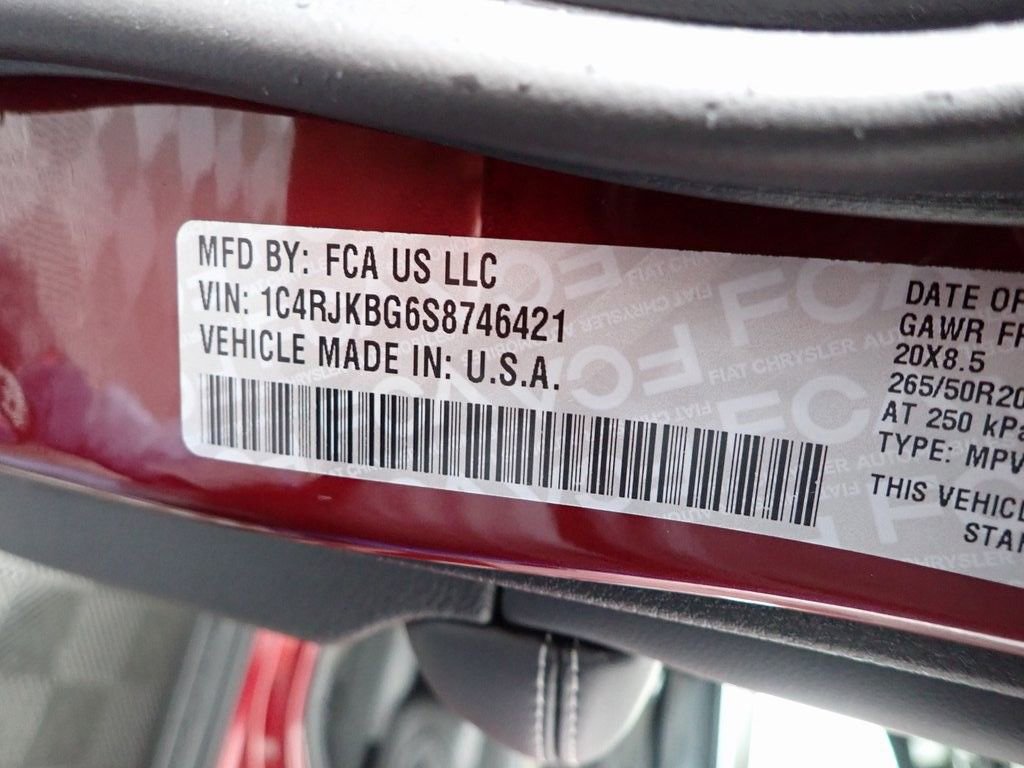 MFD BY: FCA US LLC
VIN: 1C4RJKBG6S8746421
VEHICLE MADE IN: U.S.A.
DATE OF
GAWR FR
20X8.5
265/50R20
AT 250 kPa
TYPE: MPV
THIS VEHICL
STAN